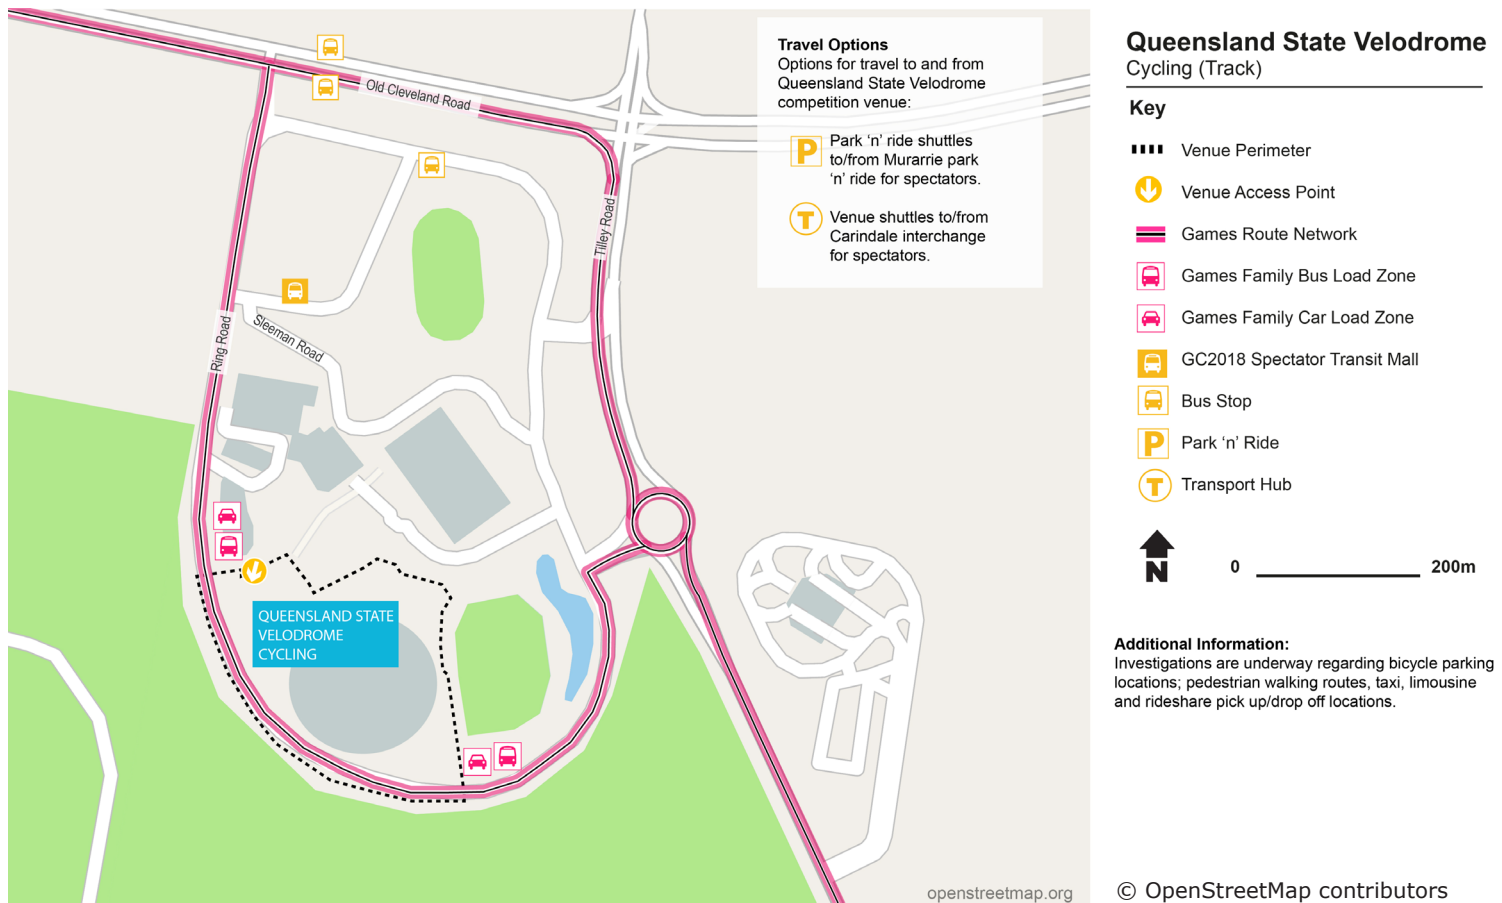 Old Cleveland Road
Tilley Road
Ring Road
Sleeman Road
QUEENSLAND STATE
VELODROME
CYCLING
Travel Options
Options for travel to and from
Queensland State Velodrome
competition venue:
P
Park ‘n’ ride shuttles
to/from Murarrie park
‘n’ ride for spectators.
T
Venue shuttles to/from
Carindale interchange
for spectators.
openstreetmap.org
Queensland State Velodrome
Cycling (Track)
Key
Venue Perimeter
Venue Access Point
Games Route Network
Games Family Bus Load Zone
Games Family Car Load Zone
GC2018 Spectator Transit Mall
Bus Stop
P Park ‘n’ Ride
T Transport Hub
N
0 200m
Additional Information:
Investigations are underway regarding bicycle parking
locations; pedestrian walking routes, taxi, limousine
and rideshare pick up/drop off locations.
© OpenStreetMap contributors